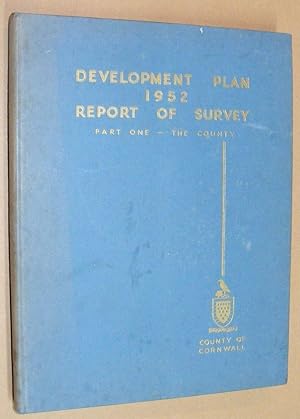 DEVELOPMENT PLAN
1952
REPORT OF SURVEY
PART ONE — THE COUNTY
COUNTY OF
CORNWALL